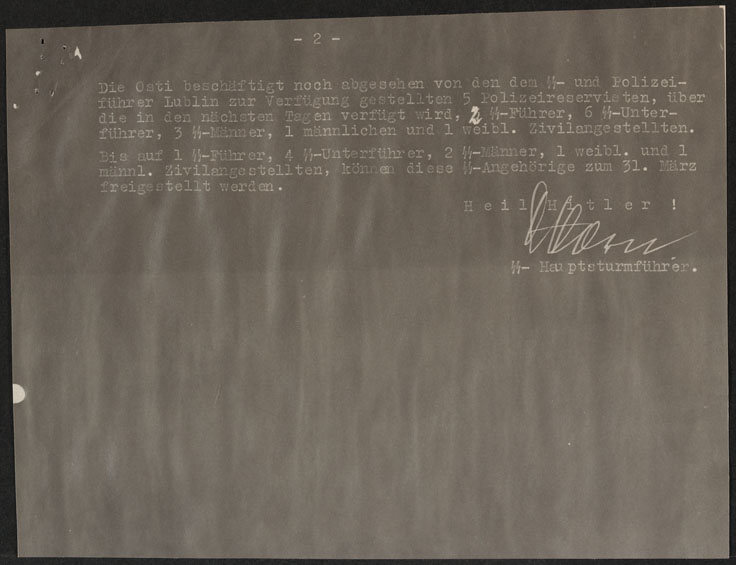 - 2 -
Die Osti beschäftigt noch abgesehen von den dem ᛋᛋ- und Polizei-
führer Lublin zur Verfügung gestellten 5 Polizeireservisten, über
die in den nächsten Tagen verfügt wird, 2 ᛋᛋ-Führer, 6 ᛋᛋ-Unter-
führer, 3 ᛋᛋ-Männer, 1 männlichen und 1 weibl. Zivilangestellten.
Bis auf 1 ᛋᛋ-Führer, 4 ᛋᛋ-Unterführer, 2 ᛋᛋ-Männer, 1 weibl. und 1
männl. Zivilangestellten, können diese ᛋᛋ-Angehörige zum 31. März
freigestellt werden.
Heil Hitler !
Horn
ᛋᛋ- Hauptsturmführer.